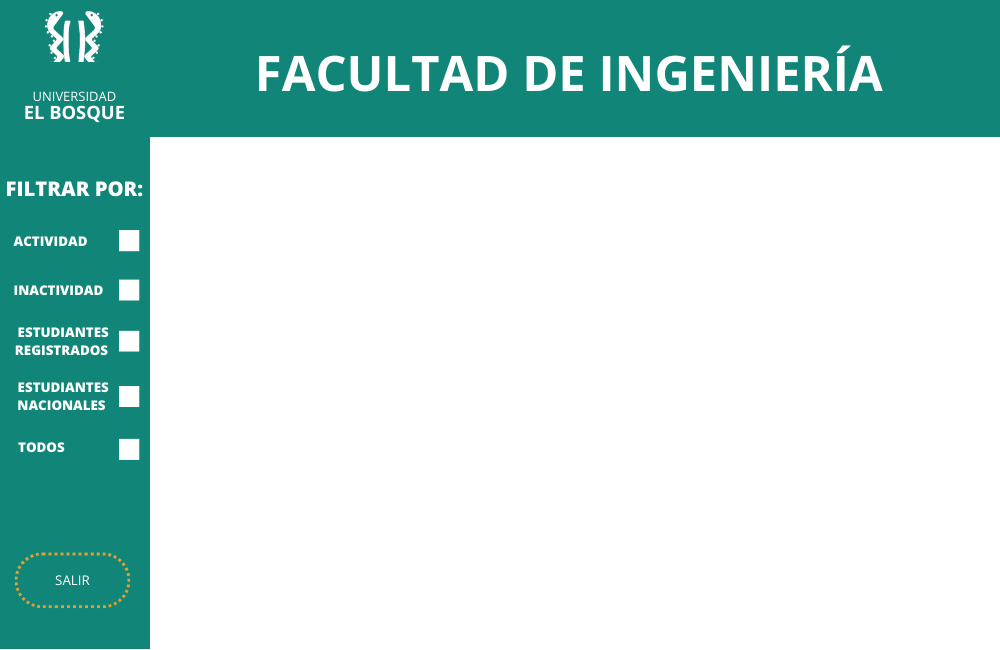 UNIVERSIDAD
EL BOSQUE
FACULTAD DE INGENIERÍA
FILTRAR POR:
ACTIVIDAD
INACTIVIDAD
ESTUDIANTES
REGISTRADOS
ESTUDIANTES
NACIONALES
TODOS
SALIR